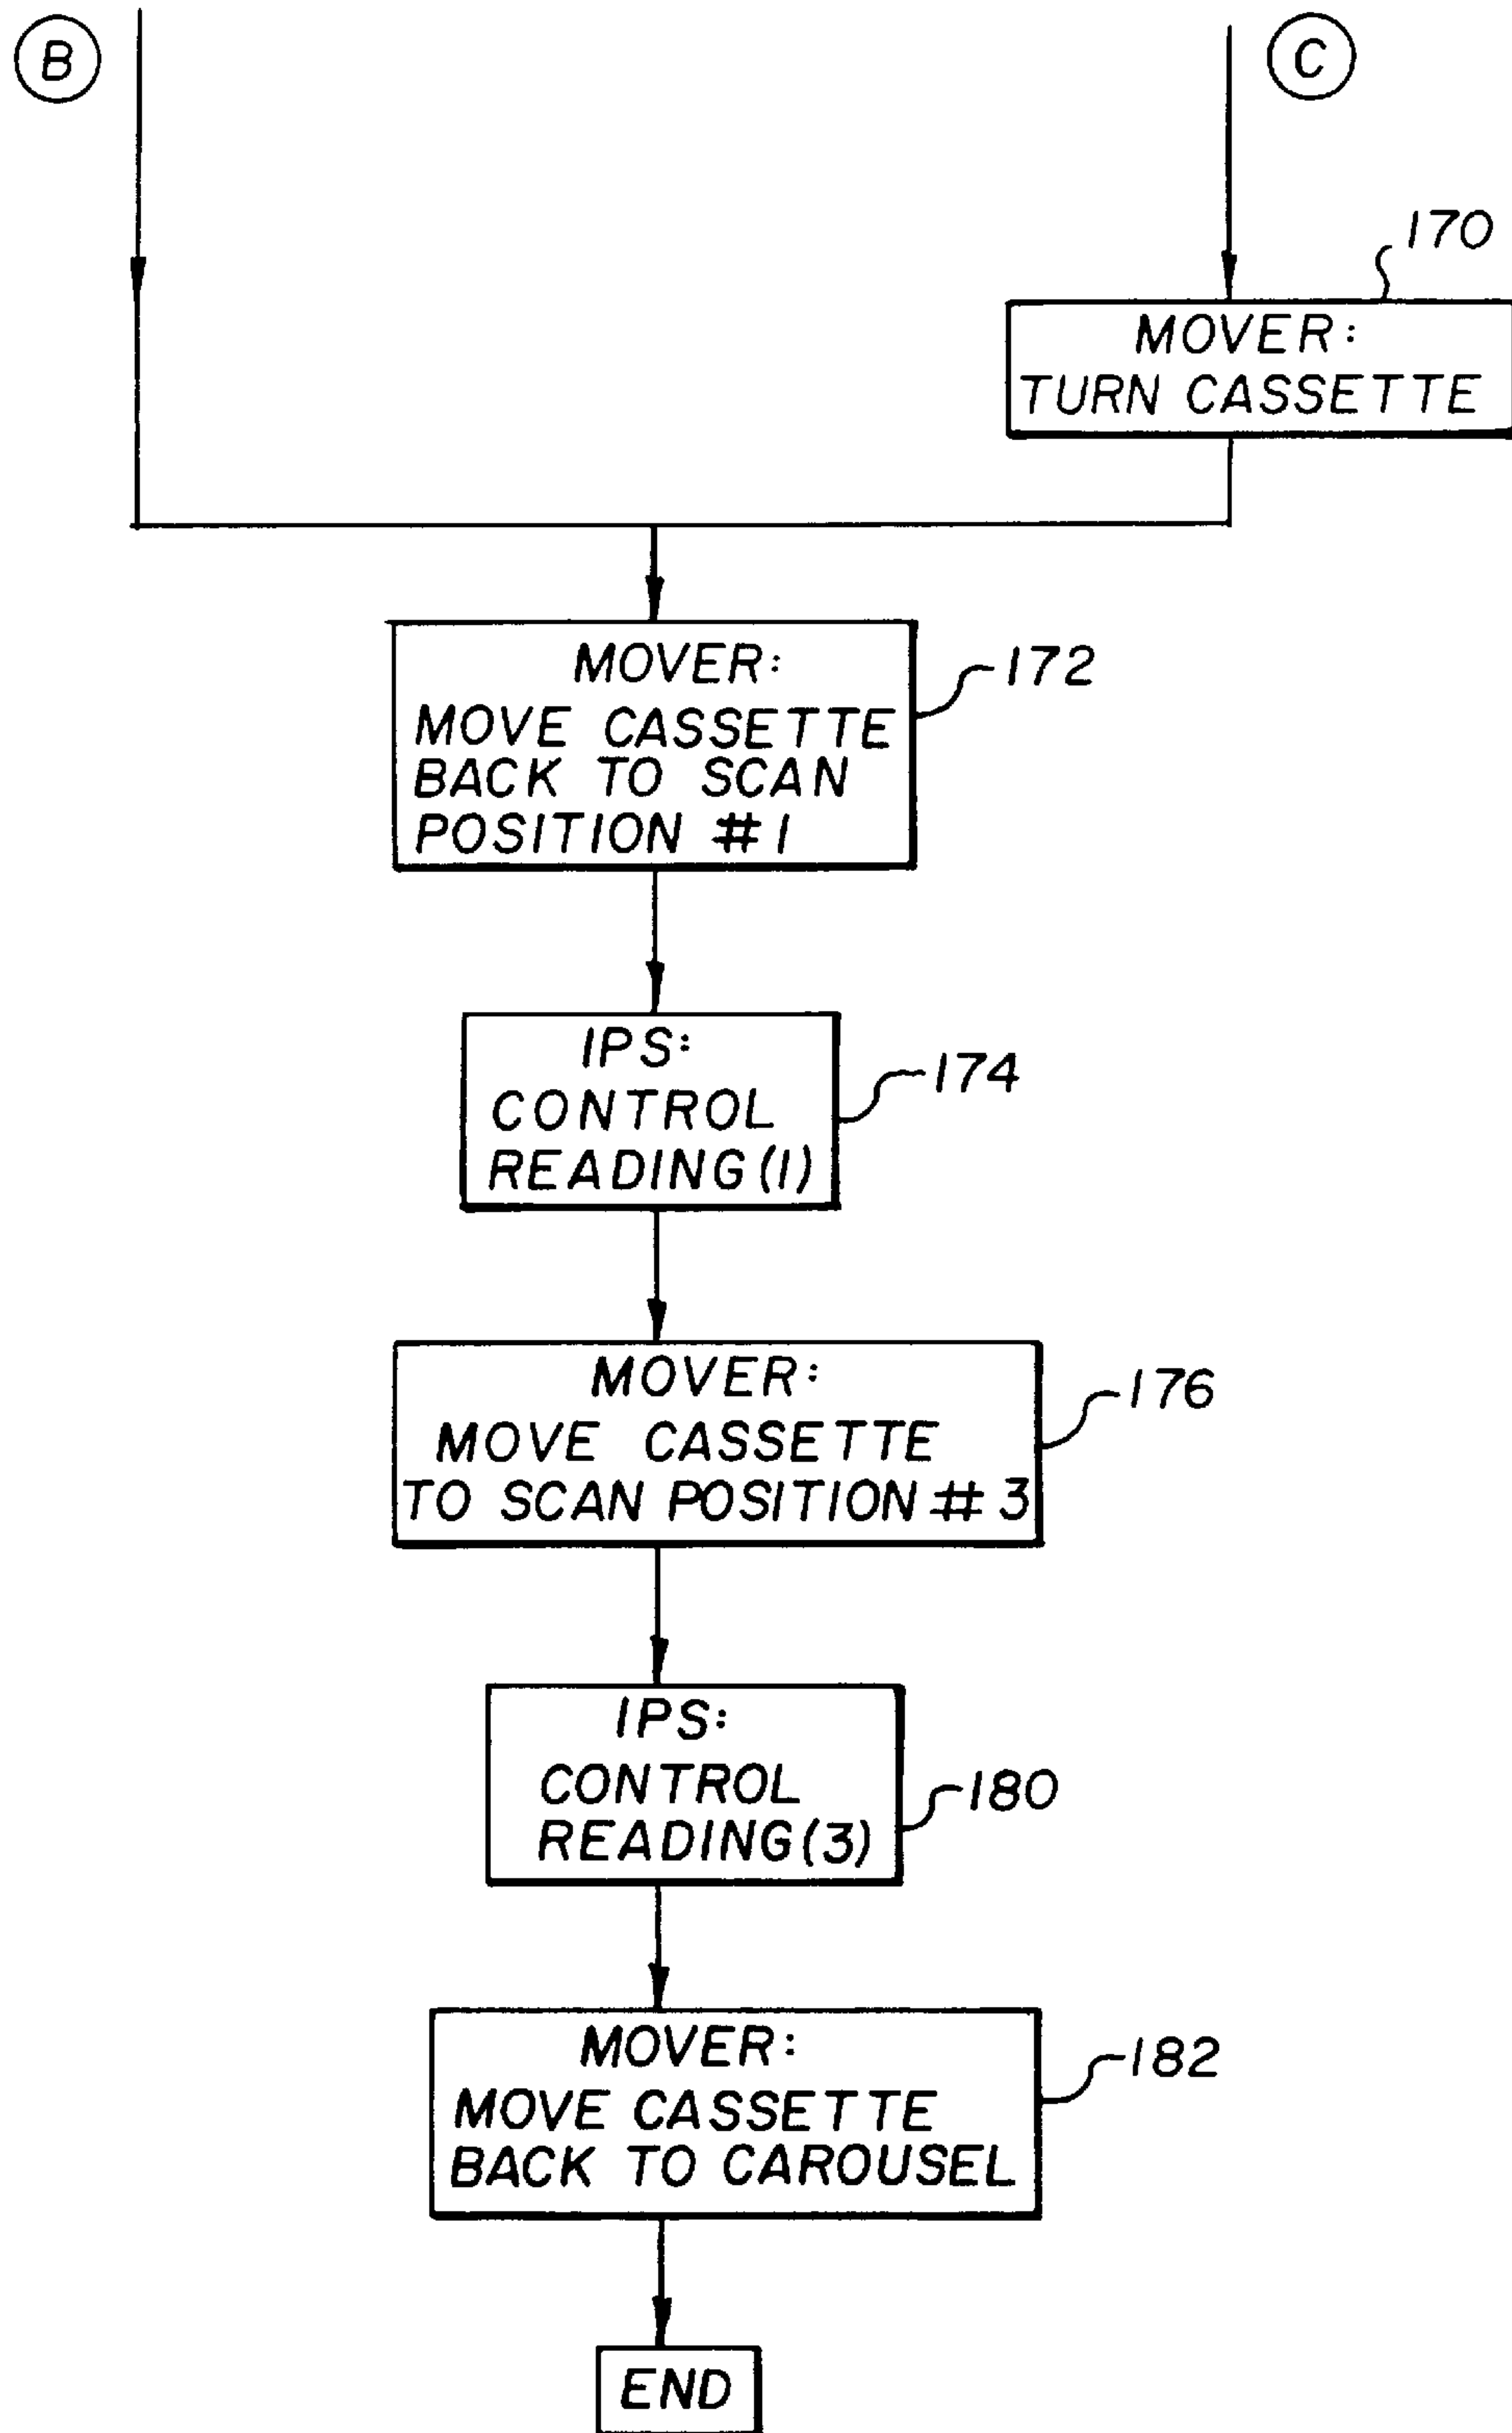 B
C
170
MOVER:
TURN CASSETTE
MOVER:
MOVE CASSETTE
BACK TO SCAN
POSITION #1
172
IPS:
CONTROL
READING(1)
174
MOVER:
MOVE CASSETTE
TO SCAN POSITION #3
176
IPS:
CONTROL
READING(3)
180
MOVER:
MOVE CASSETTE
BACK TO CAROUSEL
182
END